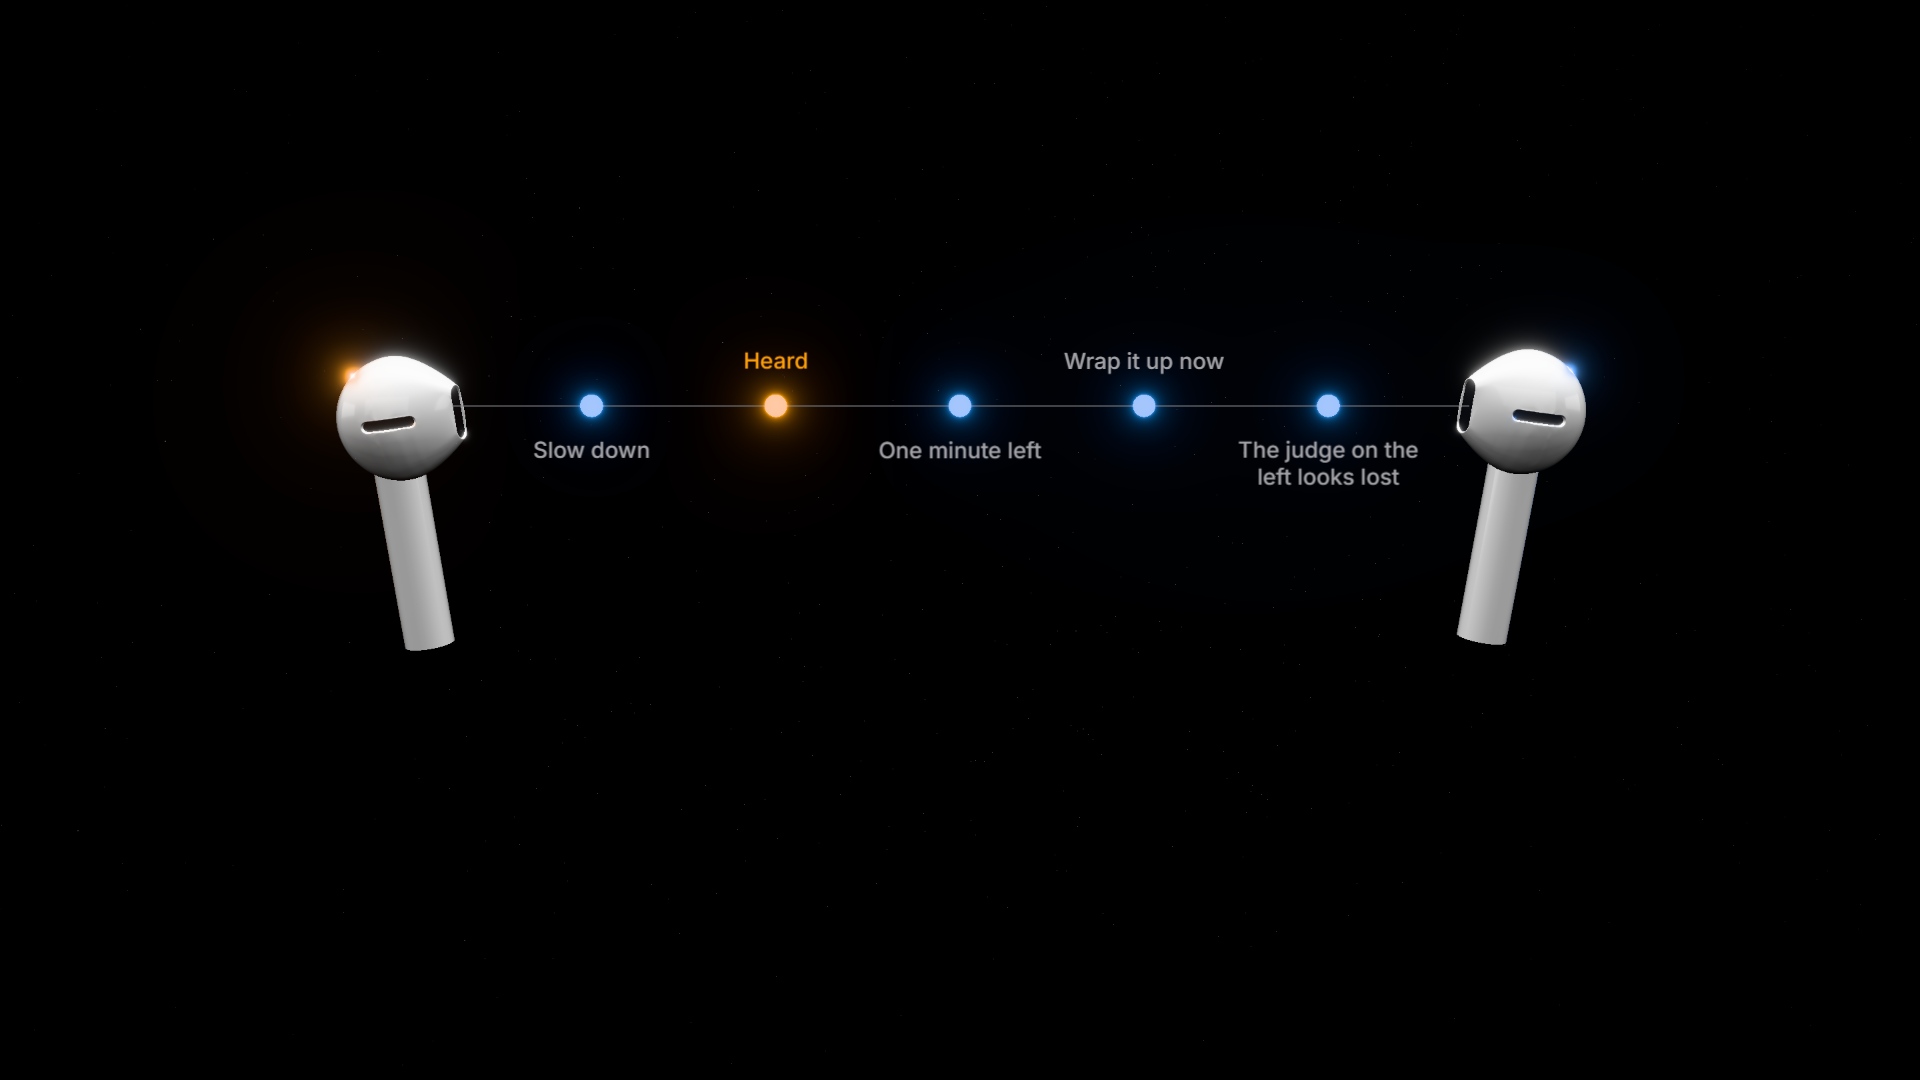 Slow down
Heard
One minute left
Wrap it up now
The judge on the
left looks lost